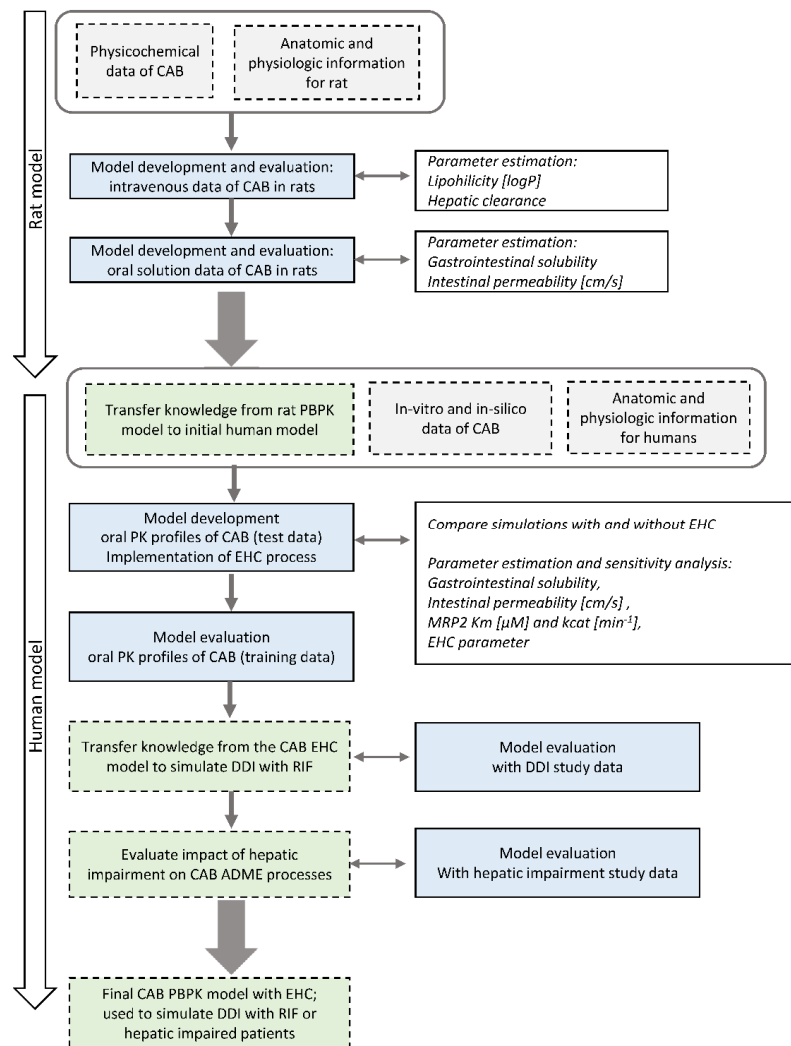 Rat model
Physicochemical
data of CAB
Anatomic and
physiologic information
for rat
Model development and evaluation:
intravenous data of CAB in rats
Parameter estimation:
Lipohilicity [logP]
Hepatic clearance
Model development and evaluation:
oral solution data of CAB in rats
Parameter estimation:
Gastrointestinal solubility
Intestinal permeability [cm/s]
Human model
Transfer knowledge from rat PBPK
model to initial human model
In-vitro and in-silico
data of CAB
Anatomic and
physiologic information
for humans
Model development
oral PK profiles of CAB (test data)
Implementation of EHC process
Compare simulations with and without EHC
Parameter estimation and sensitivity analysis:
Gastrointestinal solubility,
Intestinal permeability [cm/s] ,
MRP2 Km [µM] and kcat [min⁻¹],
EHC parameter
Model evaluation
oral PK profiles of CAB (training data)
Transfer knowledge from the CAB EHC
model to simulate DDI with RIF
Model evaluation
with DDI study data
Evaluate impact of hepatic
impairment on CAB ADME processes
Model evaluation
With hepatic impairment study data
Final CAB PBPK model with EHC;
used to simulate DDI with RIF or
hepatic impaired patients